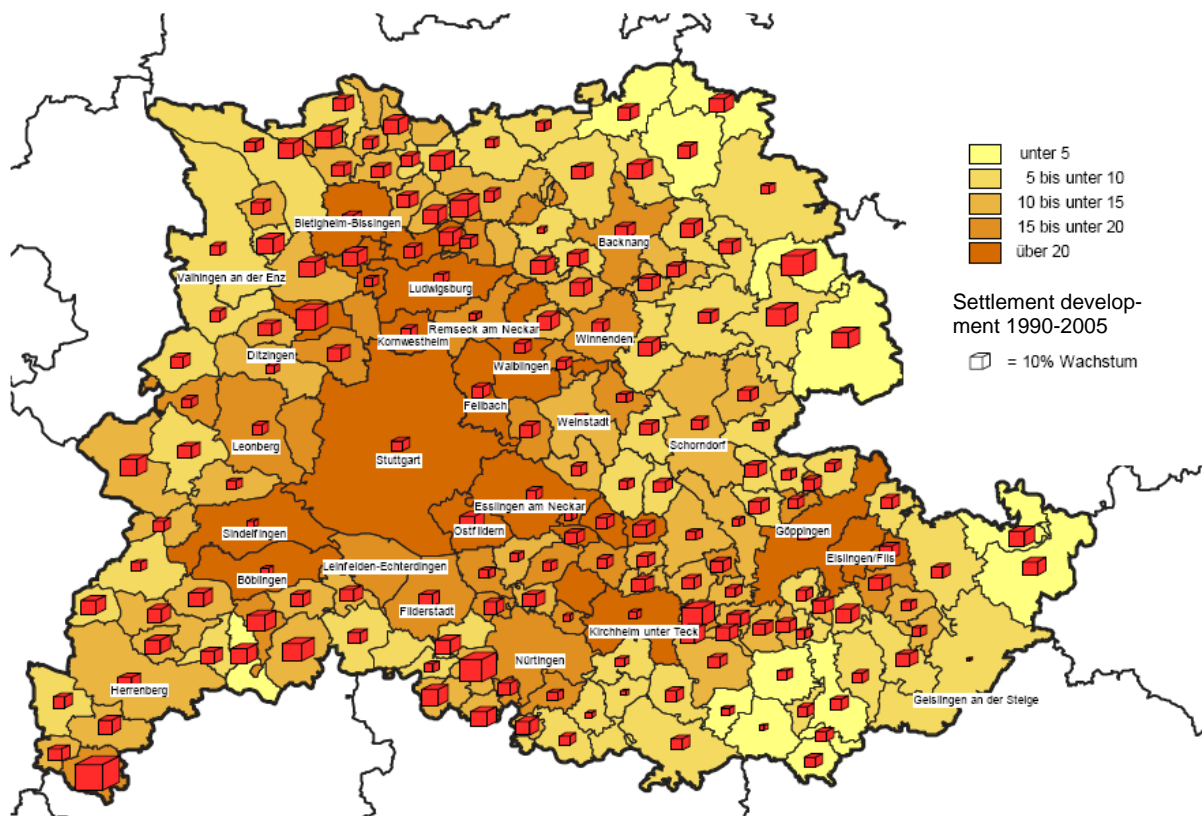 unter 5
5 bis unter 10
10 bis unter 15
15 bis unter 20
über 20
Settlement develop-
ment 1990-2005
= 10% Wachstum
Bietigheim-Bissingen
Backnang
Vaihingen an der Enz
Ludwigsburg
Remseck am Neckar
Kornwestheim
Winnenden
Ditzingen
Waiblingen
Fellbach
Weinstadt
Leonberg
Schorndorf
Stuttgart
Esslingen am Neckar
Sindelfingen
Ostfildern
Göppingen
Eislingen/Fils
Leinfelden-Echterdingen
Böblingen
Filderstadt
Kirchheim unter Teck
Nürtingen
Herrenberg
Geislingen an der Steige